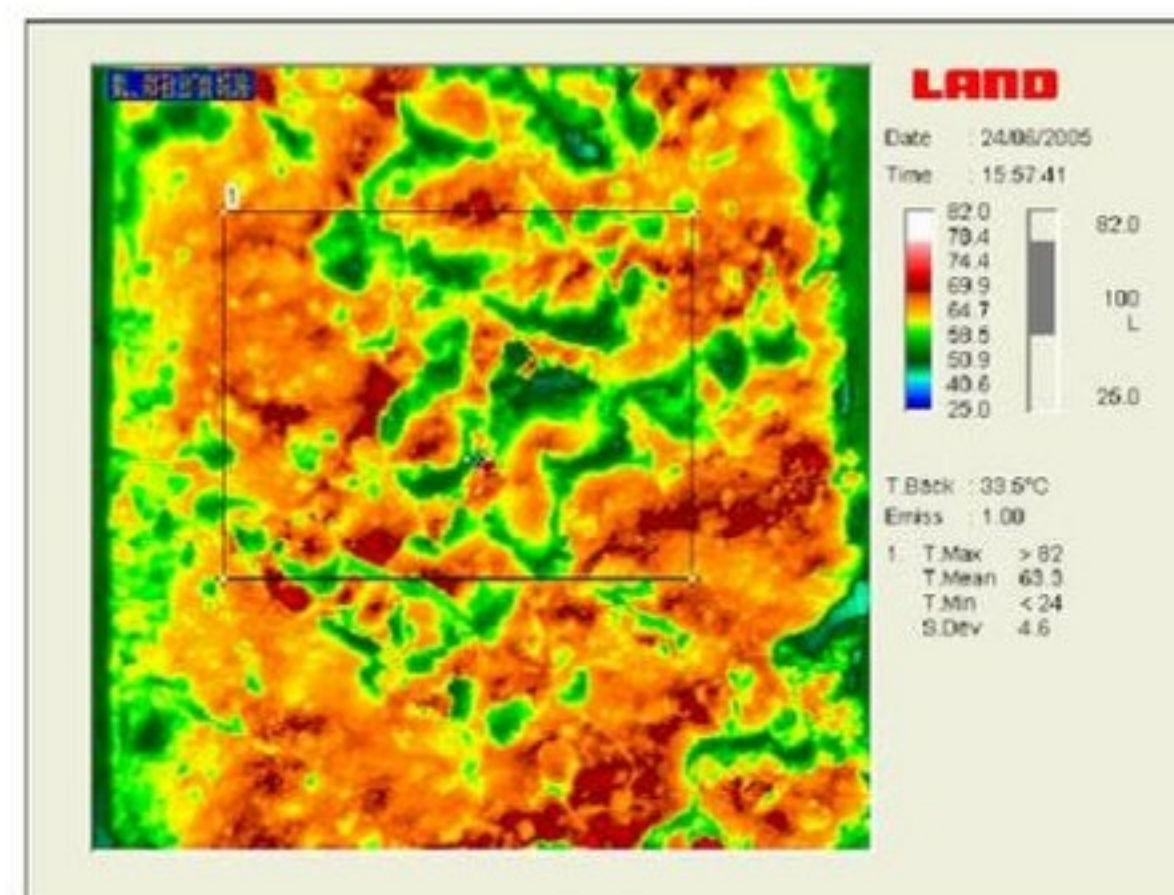 LAND
Date : 24/06/2005
Time : 15:57:41
82.0
78.4
74.4
69.9
64.7
58.5
50.9
40.6
25.0
82.0
100
L
25.0
T.Back : 33.5°C
Emiss : 1.00
1 T.Max > 82
T.Mean 63.3
T.Min < 24
S.Dev 4.6
1